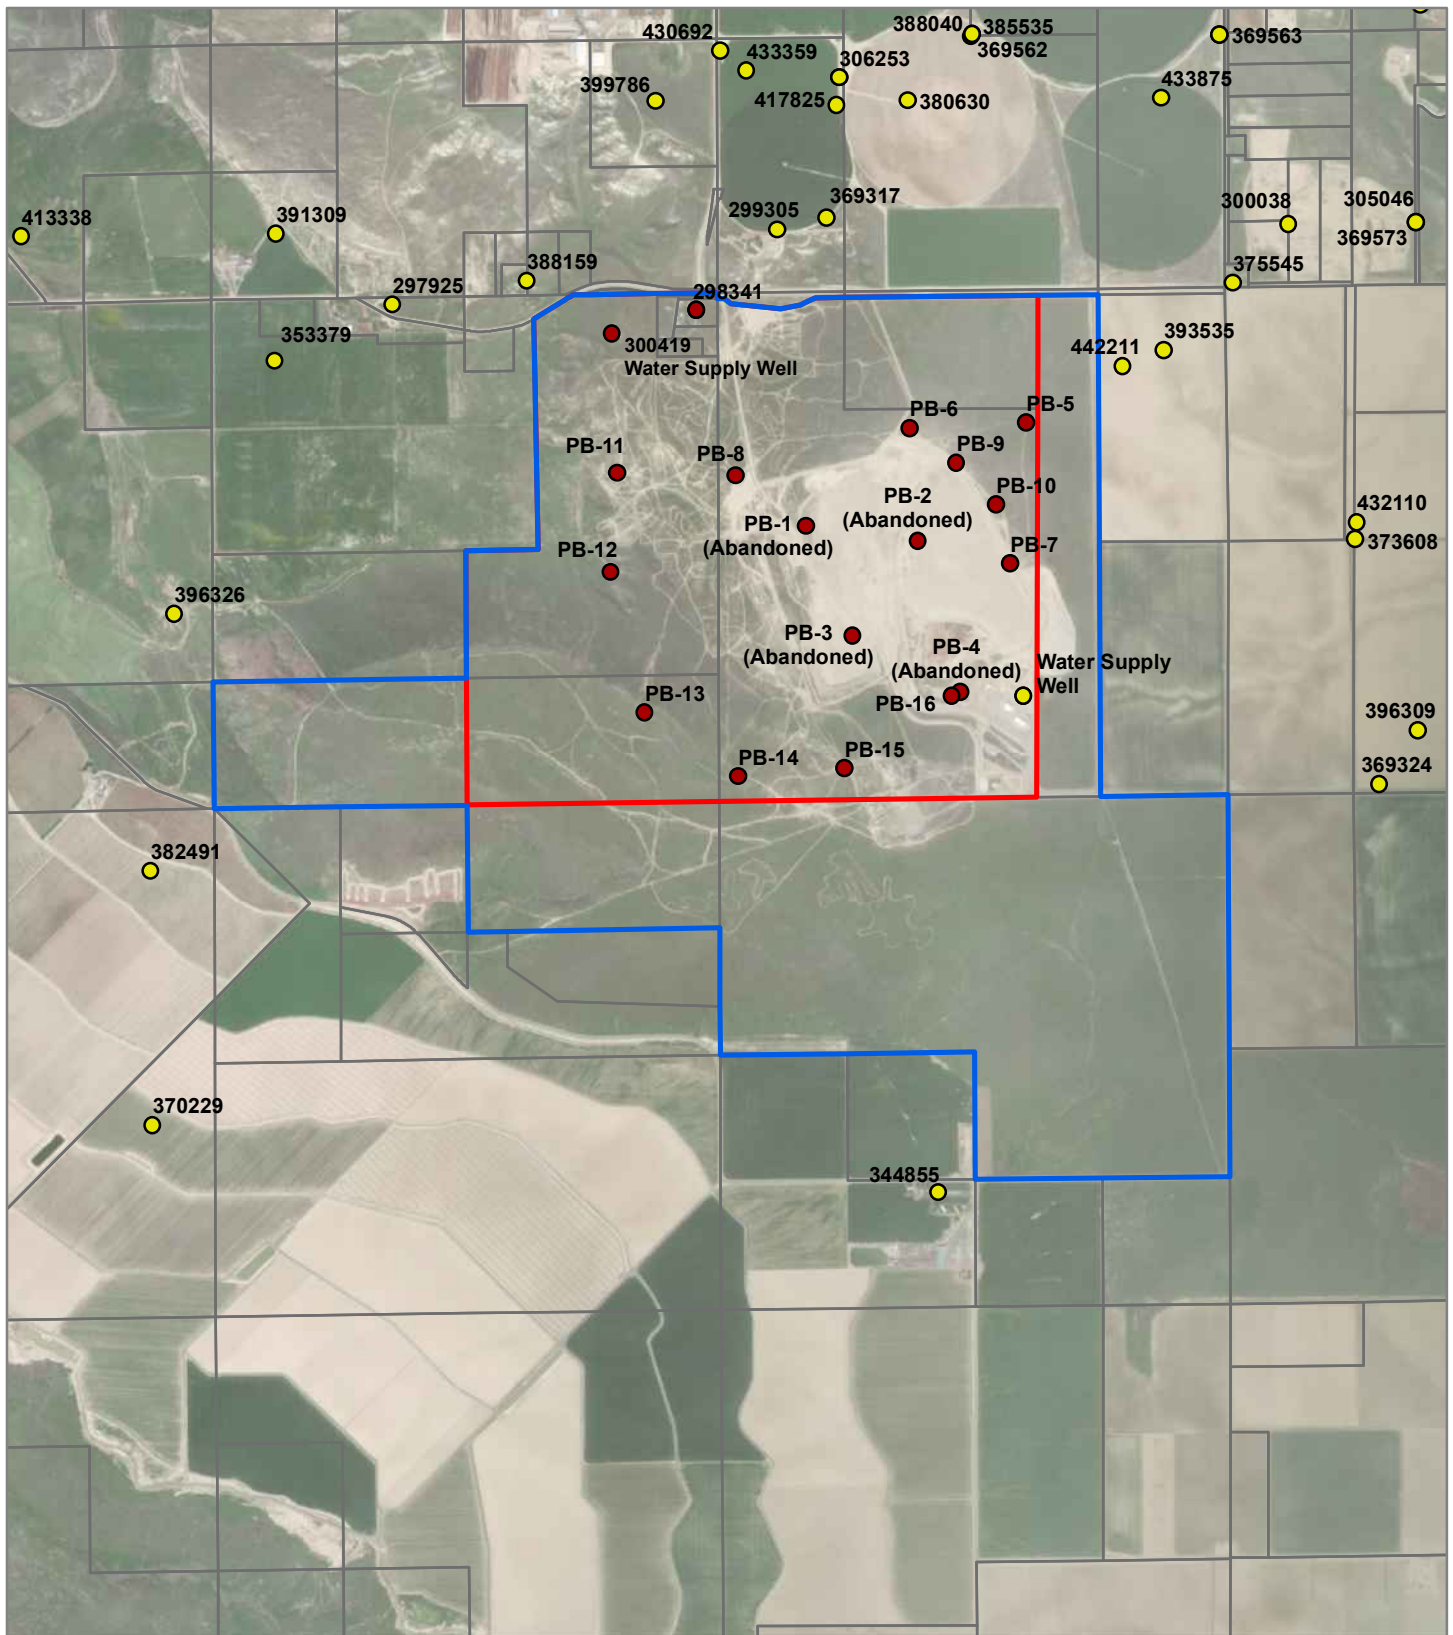 430692
388040
385535
369562
369563
433359
306253
399786
417825
380630
433875
413338
391309
299305
369317
300038
305046
369573
388159
375545
297925
298341
353379
300419
Water Supply Well
442211
393535
PB-6
PB-5
PB-11
PB-8
PB-9
PB-10
PB-2
(Abandoned)
PB-1
(Abandoned)
432110
373608
PB-12
PB-7
396326
PB-3
(Abandoned)
PB-4
(Abandoned)
Water Supply
Well
PB-13
PB-16
396309
PB-14
PB-15
369324
382491
370229
344855